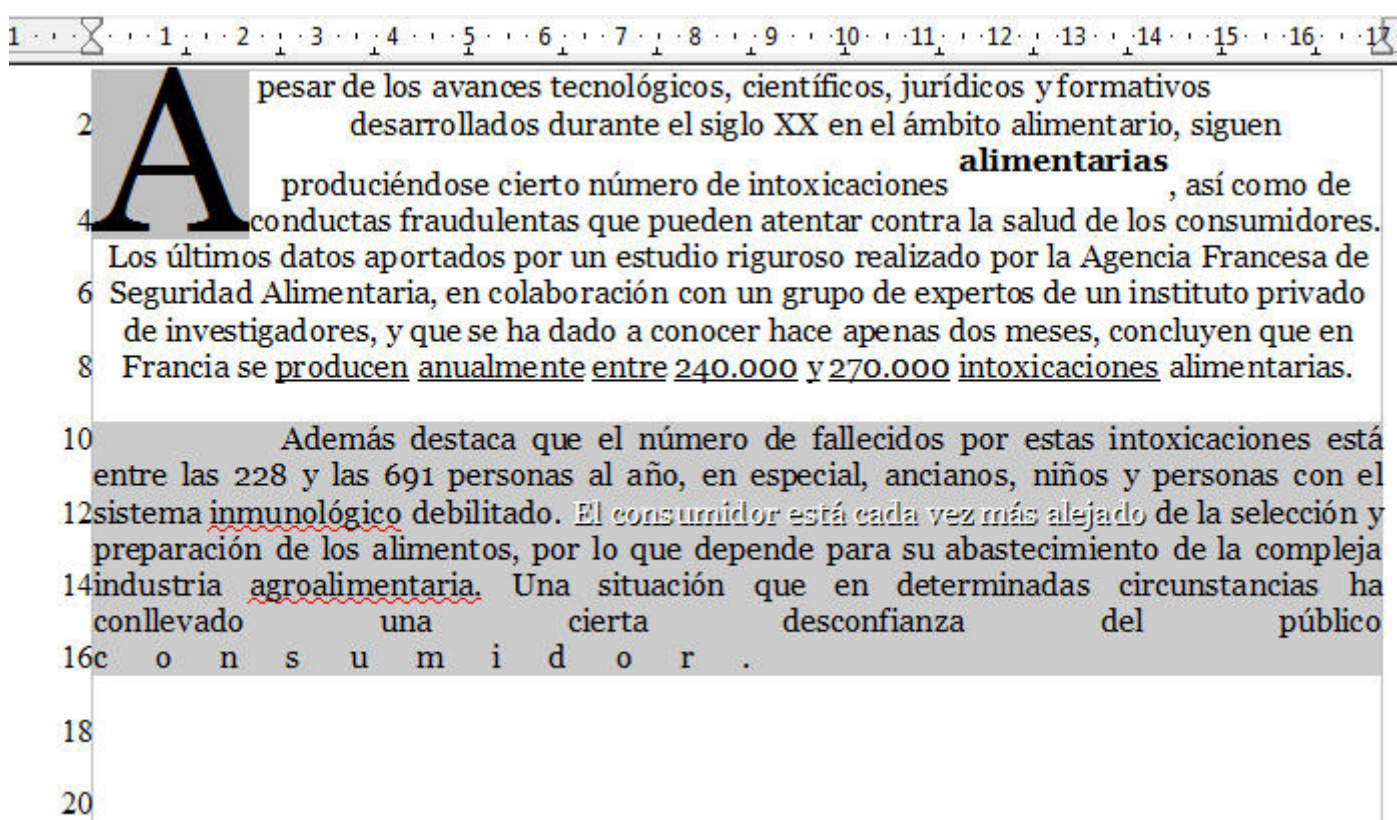 1 1 2 3 4 5 6 7 8 9 10 11 12 13 14 15 16 17
A pesar de los avances tecnológicos, científicos, jurídicos y formativos
2 desarrollados durante el siglo XX en el ámbito alimentario, siguen
produciéndose cierto número de intoxicaciones alimentarias, así como de
4 conductas fraudulentas que pueden atentar contra la salud de los consumidores.
Los últimos datos aportados por un estudio riguroso realizado por la Agencia Francesa de
6 Seguridad Alimentaria, en colaboración con un grupo de expertos de un instituto privado
de investigadores, y que se ha dado a conocer hace apenas dos meses, concluyen que en
8 Francia se producen anualmente entre 240.000 y 270.000 intoxicaciones alimentarias.
10 Además destaca que el número de fallecidos por estas intoxicaciones está
entre las 228 y las 691 personas al año, en especial, ancianos, niños y personas con el
12 sistema inmunológico debilitado. El consumidor está cada vez más alejado de la selección y
preparación de los alimentos, por lo que depende para su abastecimiento de la compleja
14 industria agroalimentaria. Una situación que en determinadas circunstancias ha
conllevado una cierta desconfianza del público
16 c o n s u m i d o r .
18
20